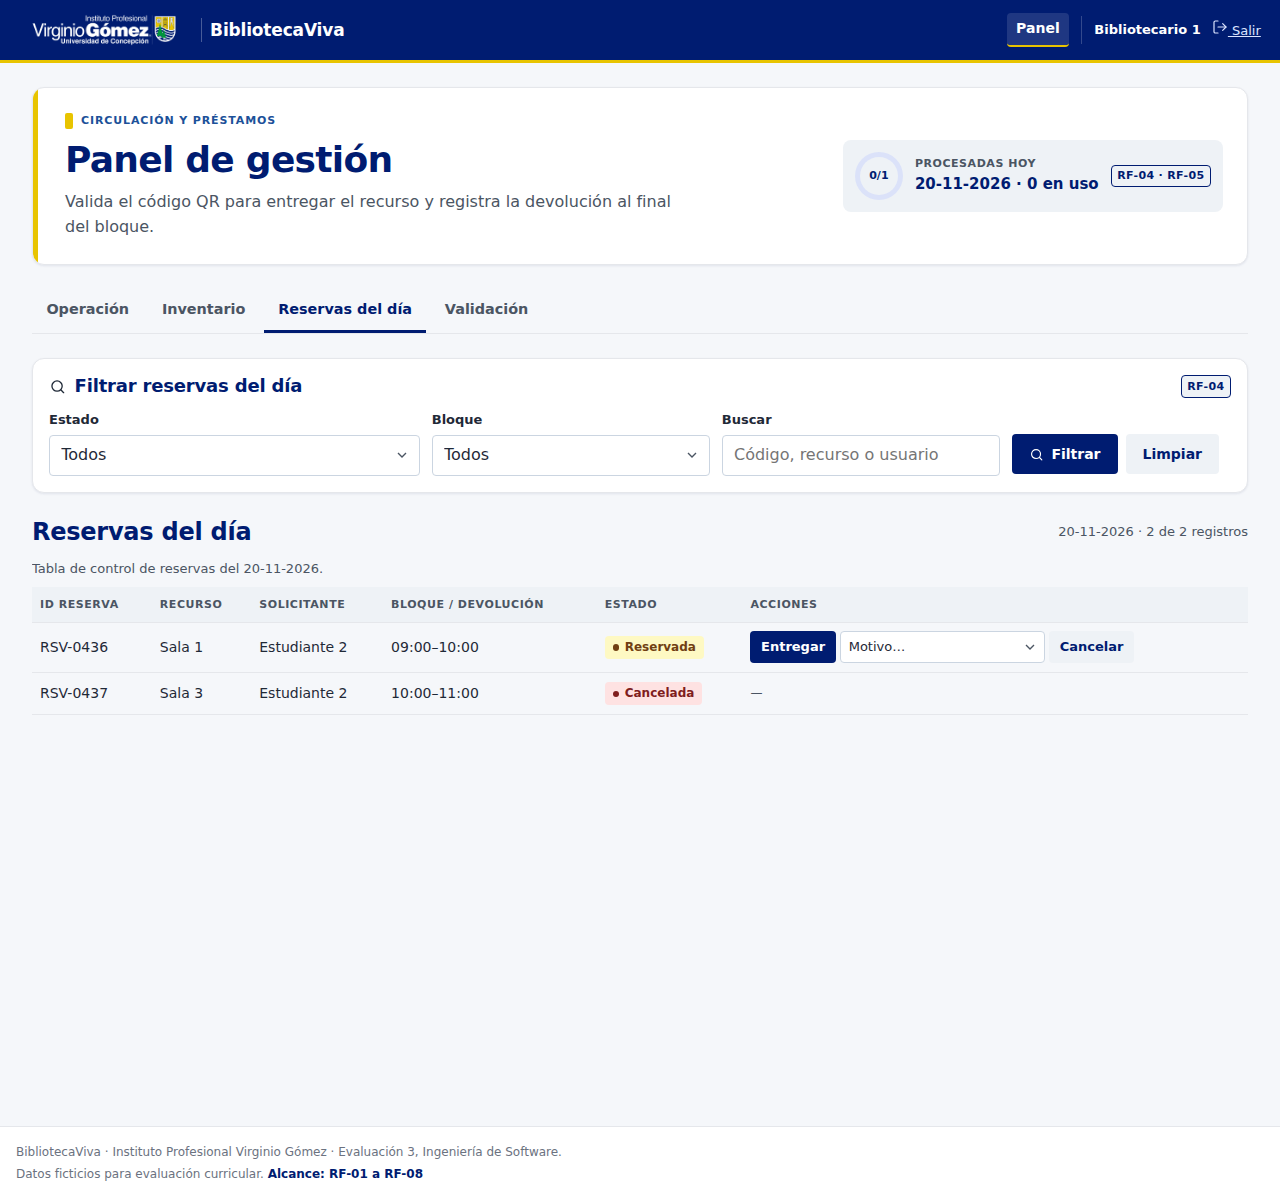 Instituto Profesional
VirginioGómez
Universidad de Concepción
BibliotecaViva
Panel
Bibliotecario 1
Salir
CIRCULACIÓN Y PRÉSTAMOS
Panel de gestión
Valida el código QR para entregar el recurso y registra la devolución al final
del bloque.
0/1
PROCESADAS HOY
20-11-2026 · 0 en uso
RF-04 · RF-05
Operación
Inventario
Reservas del día
Validación
Filtrar reservas del día
RF-04
Estado
Bloque
Buscar
Todos
Todos
Código, recurso o usuario
Filtrar
Limpiar
Reservas del día
20-11-2026 · 2 de 2 registros
Tabla de control de reservas del 20-11-2026.
ID RESERVA RECURSO SOLICITANTE BLOQUE / DEVOLUCIÓN ESTADO ACCIONES
RSV-0436 Sala 1 Estudiante 2 09:00–10:00 Reservada Entregar Motivo... Cancelar
RSV-0437 Sala 3 Estudiante 2 10:00–11:00 Cancelada —
BibliotecaViva · Instituto Profesional Virginio Gómez · Evaluación 3, Ingeniería de Software.
Datos ficticios para evaluación curricular. Alcance: RF-01 a RF-08